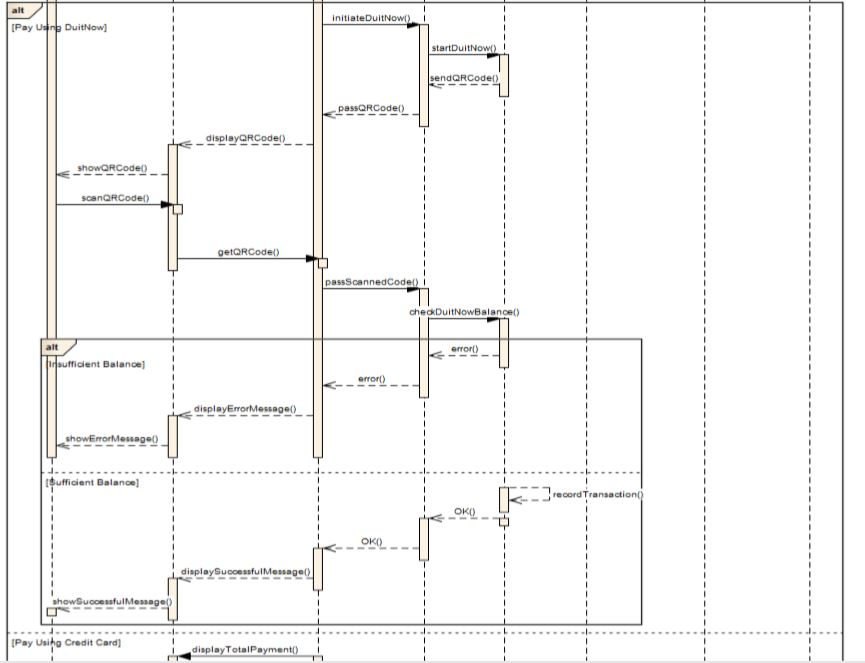 alt
initiateDuitNow()
[Pay Using DuitNow]
startDuitNow()
sendQRCode()
passQRCode()
displayQRCode()
showQRCode()
scanQRCode()
getQRCode()
passScannedCode()
checkDuitNowBalance()
alt
error()
[Insufficient Balance]
error()
displayErrorMessage()
showErrorMessage()
[Sufficient Balance]
recordTransaction()
OK()
OK()
displaySuccessfulMessage()
showSuccessfulMessage()
[Pay Using Credit Card]
displayTotalPayment()